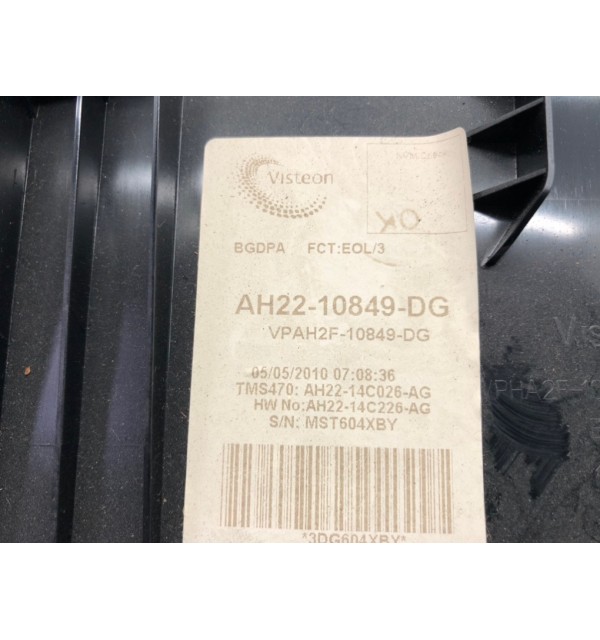 Visteon
OK
BGDPA FCT:EOL/3
AH22-10849-DG
VPAH2F-10849-DG
05/05/2010 07:08:36
TMS470: AH22-14C026-AG
HW No:AH22-14C226-AG
S/N: MST604XBY
*3DG604XBY*